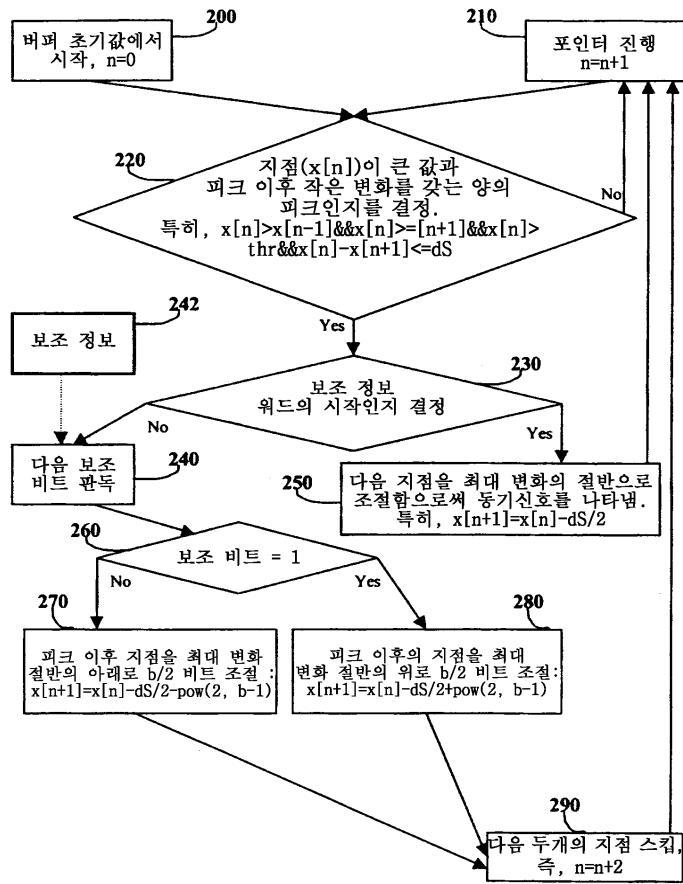 200
버퍼 초기값에서
시작, n=0
210
포인터 진행
n=n+1
220
지점(x[n])이 큰 값과
피크 이후 작은 변화를 갖는 양의
피크인지를 결정.
특히, x[n]>x[n-1]&&x[n]>=[n+1]&&x[n]>
thr&&x[n]-x[n+1]<=dS
No
Yes
242
보조 정보
230
보조 정보
워드의 시작인지 결정
No
Yes
다음 보조
비트 판독
240
250
다음 지점을 최대 변화의 절반으로
조절함으로써 동기신호를 나타냄.
특히, x[n+1]=x[n]-dS/2
260
보조 비트 = 1
No
Yes
270
피크 이후 지점을 최대 변화
절반의 아래로 b/2 비트 조절 :
x[n+1]=x[n]-dS/2-pow(2, b-1)
280
피크 이후의 지점을 최대
변화 절반의 위로 b/2 비트 조절:
x[n+1]=x[n]-dS/2+pow(2, b-1)
290
다음 두개의 지점 스킵,
즉, n=n+2